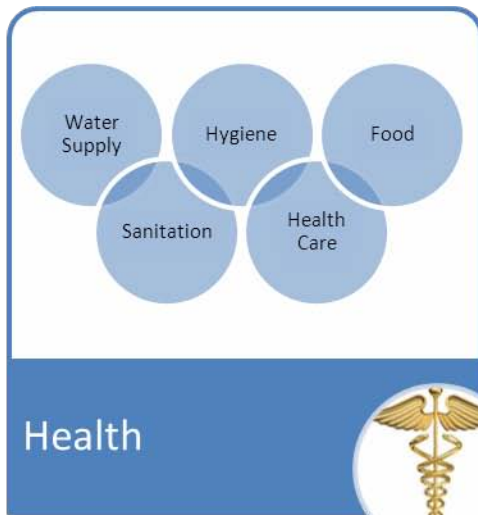 Water
Supply
Hygiene
Food
Sanitation
Health
Care
Health